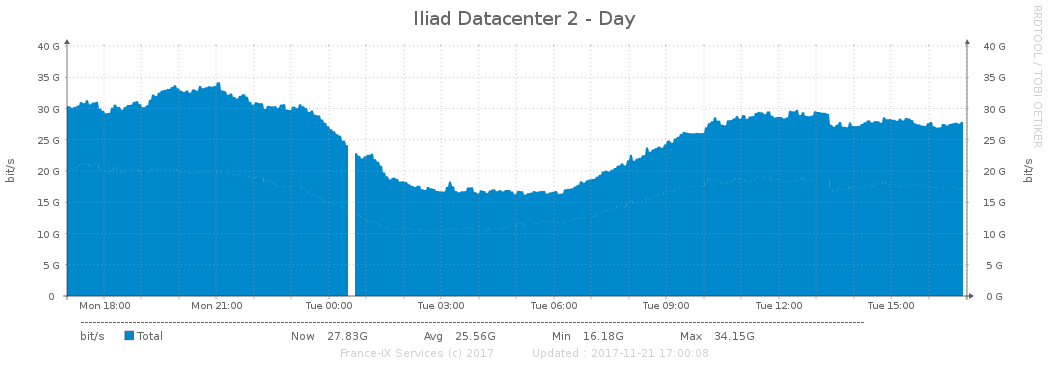 Iliad Datacenter 2 - Day
RRDTOOL / TOBI OETIKER
bit/s
40 G 40 G
35 G 35 G
30 G 30 G
25 G 25 G
20 G 20 G
15 G 15 G
10 G 10 G
5 G 5 G
0 0 G
bit/s
Mon 18:00 Mon 21:00 Tue 00:00 Tue 03:00 Tue 06:00 Tue 09:00 Tue 12:00 Tue 15:00
bit/s Total Now 27.83G Avg 25.56G Min 16.18G Max 34.15G
France-IX Services (c) 2017 Updated : 2017-11-21 17:00:08